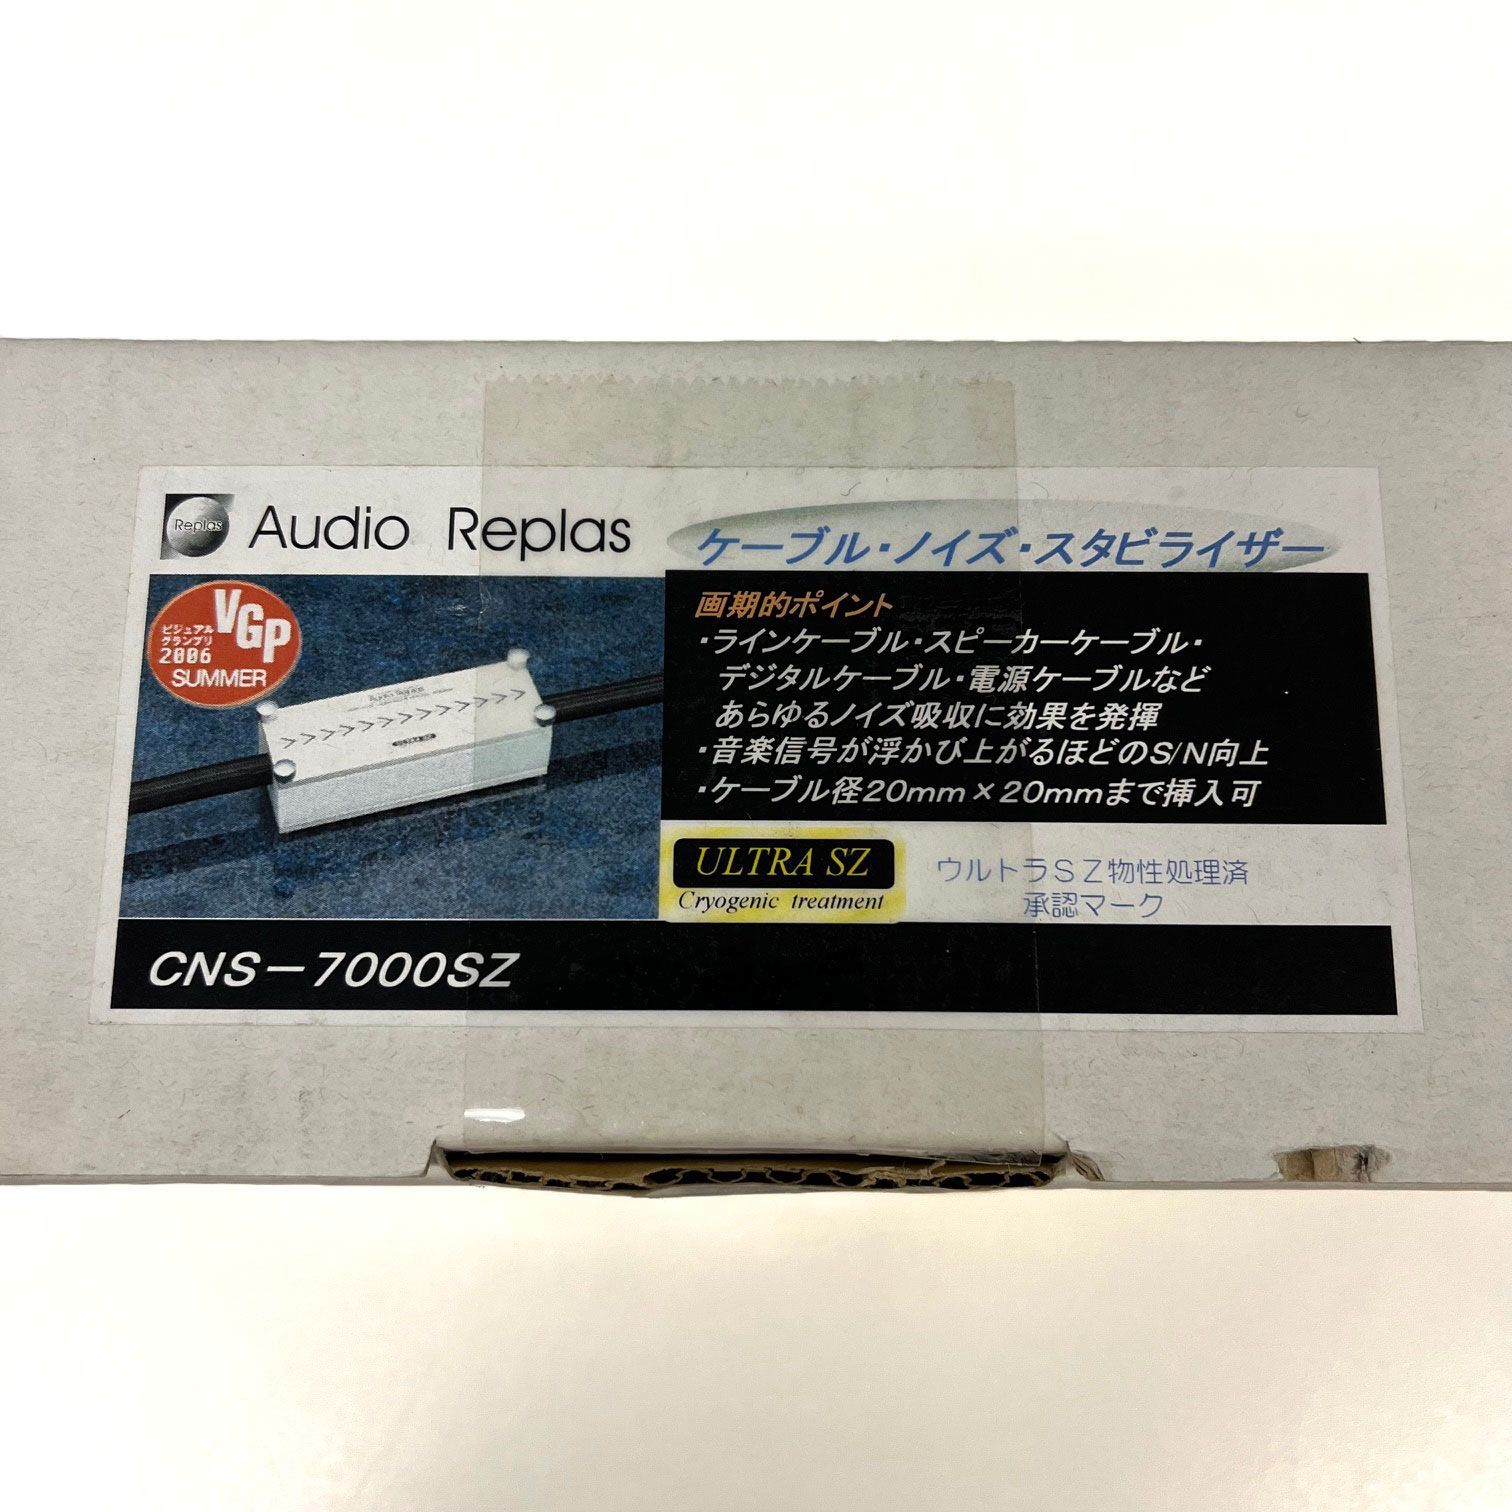 Replas
Audio Replas
ケーブル・ノイズ・スタビライザー
VGP
ビジュアル
グランプリ
2006
SUMMER
画期的ポイント
・ラインケーブル・スピーカーケーブル・
デジタルケーブル・電源ケーブルなど
あらゆるノイズ吸収に効果を発揮
・音楽信号が浮かび上がるほどのS/N向上
・ケーブル径20mm×20mmまで挿入可
ULTRA SZ
Cryogenic treatment
ウルトラSZ物性処理済
承認マーク
CNS-7000SZ